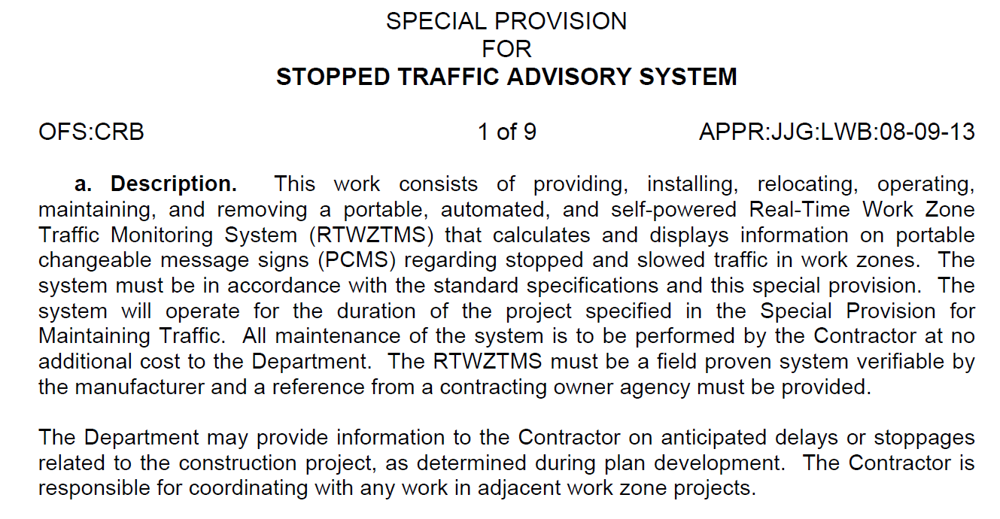 SPECIAL PROVISION
FOR
STOPPED TRAFFIC ADVISORY SYSTEM
OFS:CRB 1 of 9 APPR:JJG:LWB:08-09-13
a. Description. This work consists of providing, installing, relocating, operating,
maintaining, and removing a portable, automated, and self-powered Real-Time Work Zone
Traffic Monitoring System (RTWZTMS) that calculates and displays information on portable
changeable message signs (PCMS) regarding stopped and slowed traffic in work zones. The
system must be in accordance with the standard specifications and this special provision. The
system will operate for the duration of the project specified in the Special Provision for
Maintaining Traffic. All maintenance of the system is to be performed by the Contractor at no
additional cost to the Department. The RTWZTMS must be a field proven system verifiable by
the manufacturer and a reference from a contracting owner agency must be provided.
The Department may provide information to the Contractor on anticipated delays or stoppages
related to the construction project, as determined during plan development. The Contractor is
responsible for coordinating with any work in adjacent work zone projects.